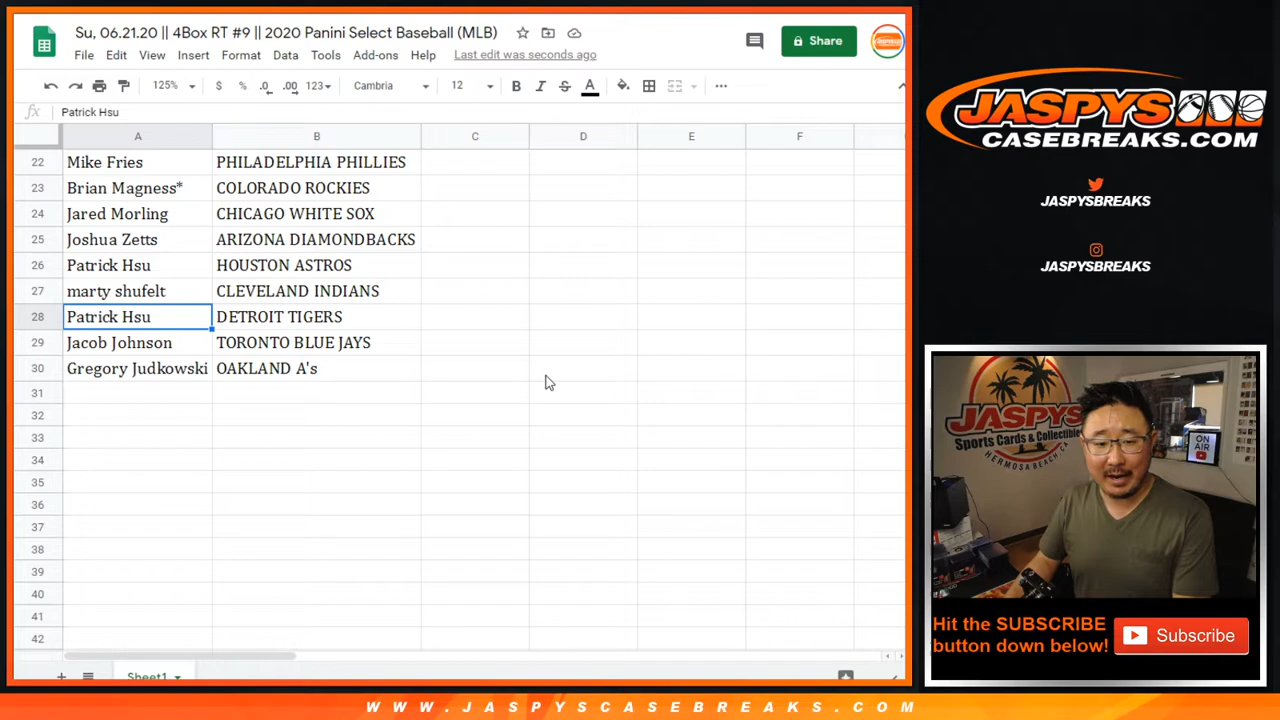 Su, 06.21.20 || 4Box RT #9 || 2020 Panini Select Baseball (MLB)
File Edit View Insert Format Data Tools Add-ons Help Last edit was seconds ago
Share
125% $ % .0 .00 123 Cambria 12 B I S A
fx Patrick Hsu
A B C D E F
22 Mike Fries PHILADELPHIA PHILLIES
23 Brian Magness* COLORADO ROCKIES
24 Jared Morling CHICAGO WHITE SOX
25 Joshua Zetts ARIZONA DIAMONDBACKS
26 Patrick Hsu HOUSTON ASTROS
27 marty shufelt CLEVELAND INDIANS
28 Patrick Hsu DETROIT TIGERS
29 Jacob Johnson TORONTO BLUE JAYS
30 Gregory Judkowski OAKLAND A's
31
32
33
34
35
36
37
38
39
40
41
42
Sheet1
JASPYS
CASEBREAKS.COM
JASPYSBREAKS
JASPYSBREAKS
JASPYS
Sports Cards & Collectibles
HERMOSA BEACH, CA
ON
AIR
Hit the SUBSCRIBE
button down below!
Subscribe
WWW.JASPYSCASEBREAKS.COM